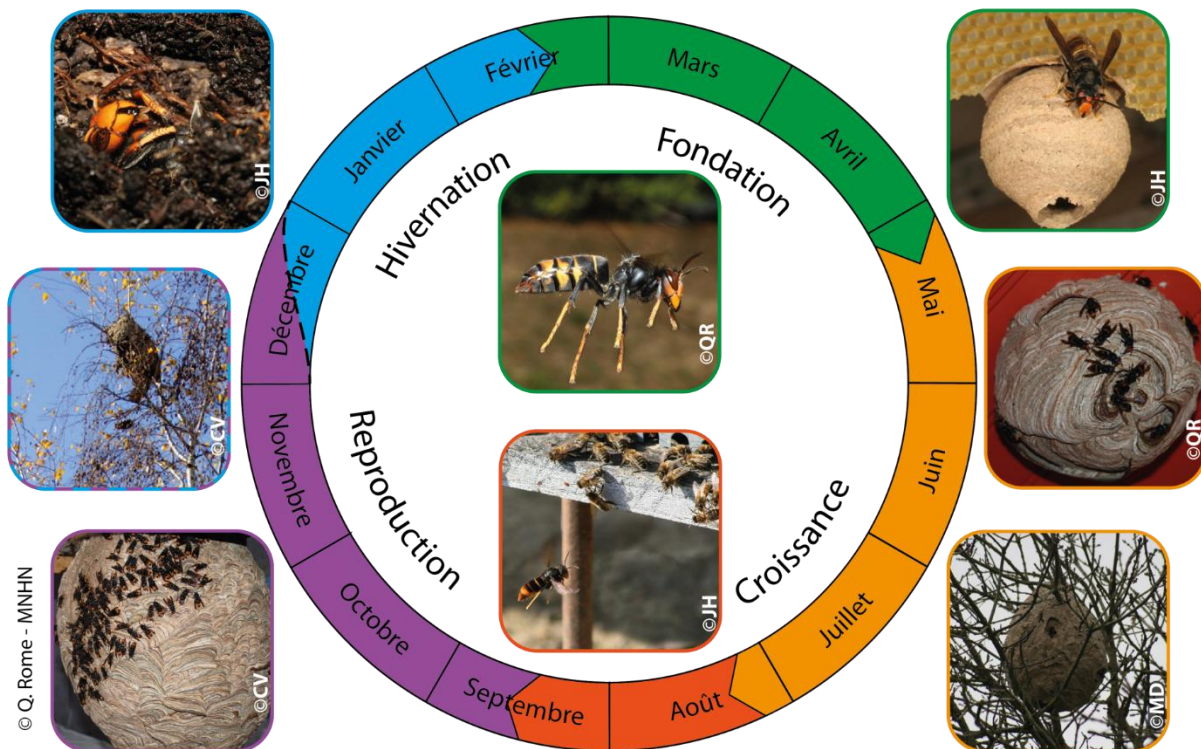 Février
Mars
Avril
Mai
Juin
Juillet
Août
Septembre
Octobre
Novembre
Décembre
Janvier
Hivernation
Fondation
Croissance
Reproduction
©JH
©JH
©QR
©CV
©QR
©JH
©CV
©MDJ
© Q. Rome - MNHN